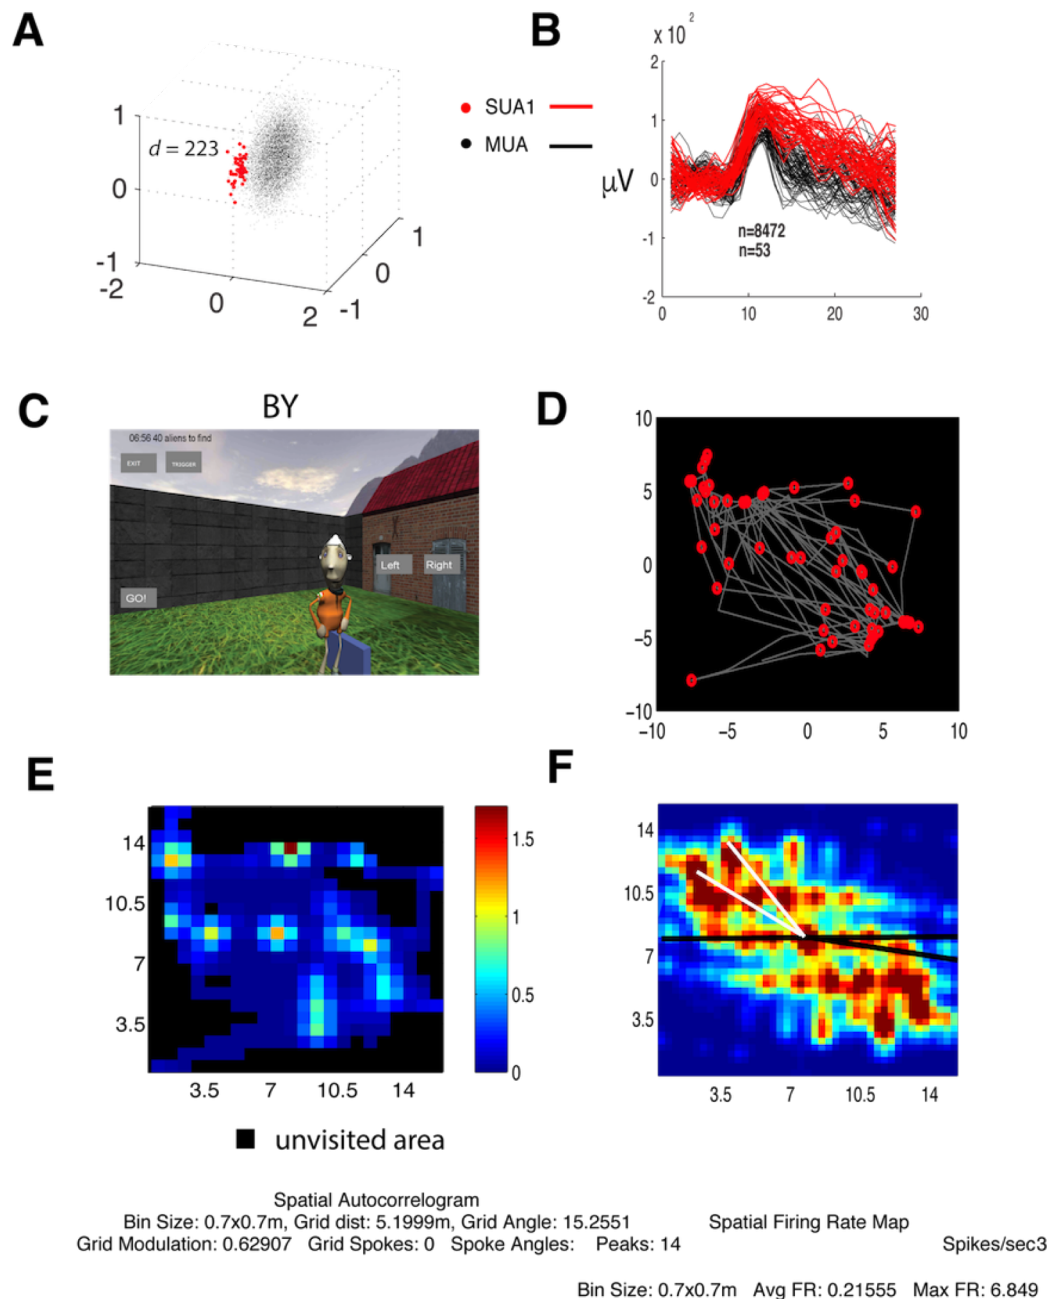 A
1
0
-1
-2
0
2
-1
0
1
d = 223
SUA1
MUA
B
x 10 2
2
1
0
-1
-2
μV
n=8472
n=53
0
10
20
30
C
BY
06:56 40 aliens to find
EXIT
TRIGGER
Left
Right
GO!
D
10
5
0
−5
−10
−10
−5
0
5
10
E
14
10.5
7
3.5
3.5
7
10.5
14
1.5
1
0.5
0
unvisited area
F
14
10.5
7
3.5
3.5
7
10.5
14
Spatial Autocorrelogram
Bin Size: 0.7x0.7m, Grid dist: 5.1999m, Grid Angle: 15.2551
Grid Modulation: 0.62907 Grid Spokes: 0 Spoke Angles: Peaks: 14
Spatial Firing Rate Map
Spikes/sec3
Bin Size: 0.7x0.7m Avg FR: 0.21555 Max FR: 6.849